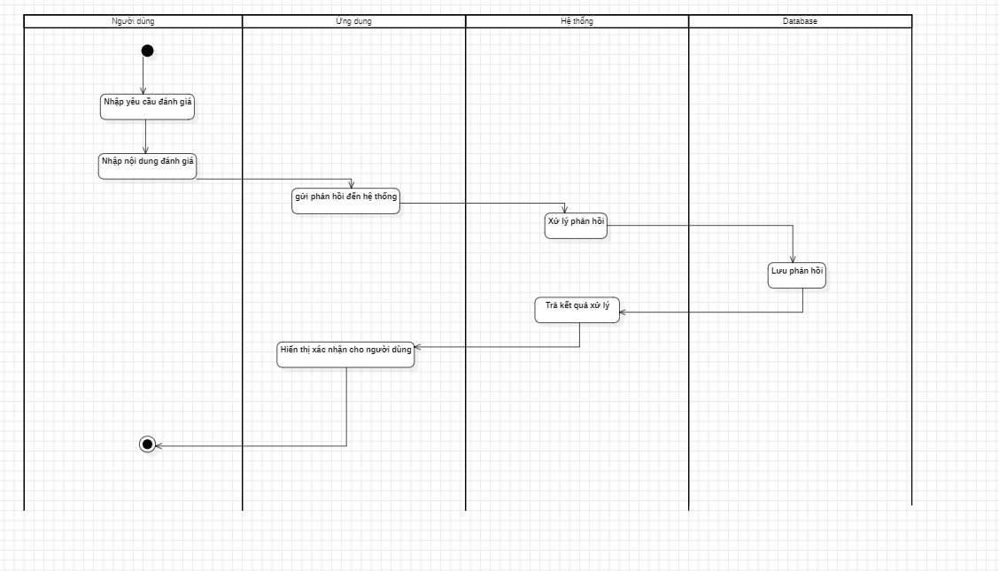 Người dùng
Ứng dụng
Hệ thống
Database
Nhập yêu cầu đánh giá
Nhập nội dung đánh giá
gửi phản hồi đến hệ thống
Xử lý phản hồi
Lưu phản hồi
Trả kết quả xử lý
Hiển thị xác nhận cho người dùng